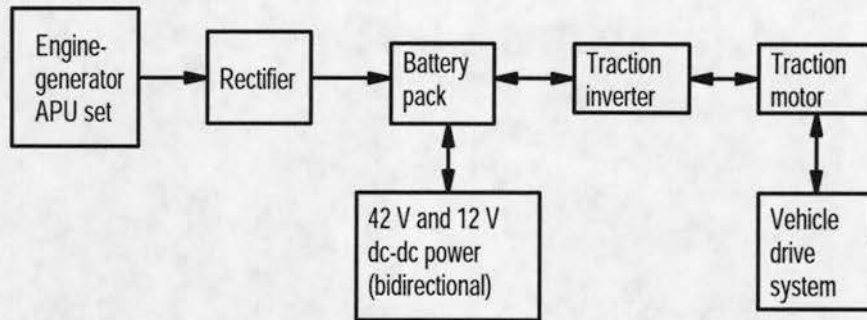 Engine-
generator
APU set
Rectifier
Battery
pack
Traction
inverter
Traction
motor
42 V and 12 V
dc-dc power
(bidirectional)
Vehicle
drive
system